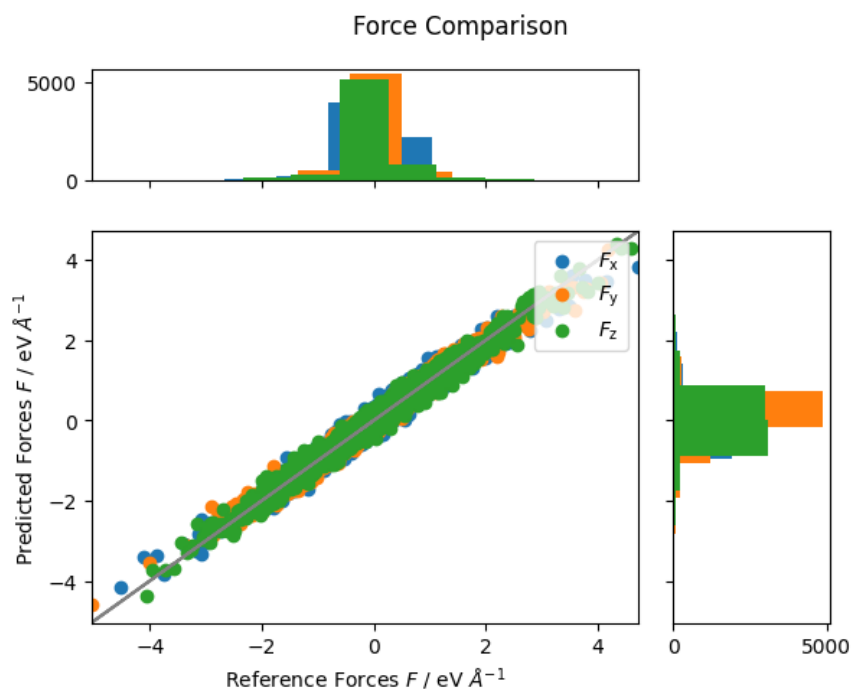 Force Comparison
5000
0
4
2
0
−2
−4
Predicted Forces F / eV Å⁻¹
Fx
Fy
Fz
−4
−2
0
2
4
Reference Forces F / eV Å⁻¹
0
5000